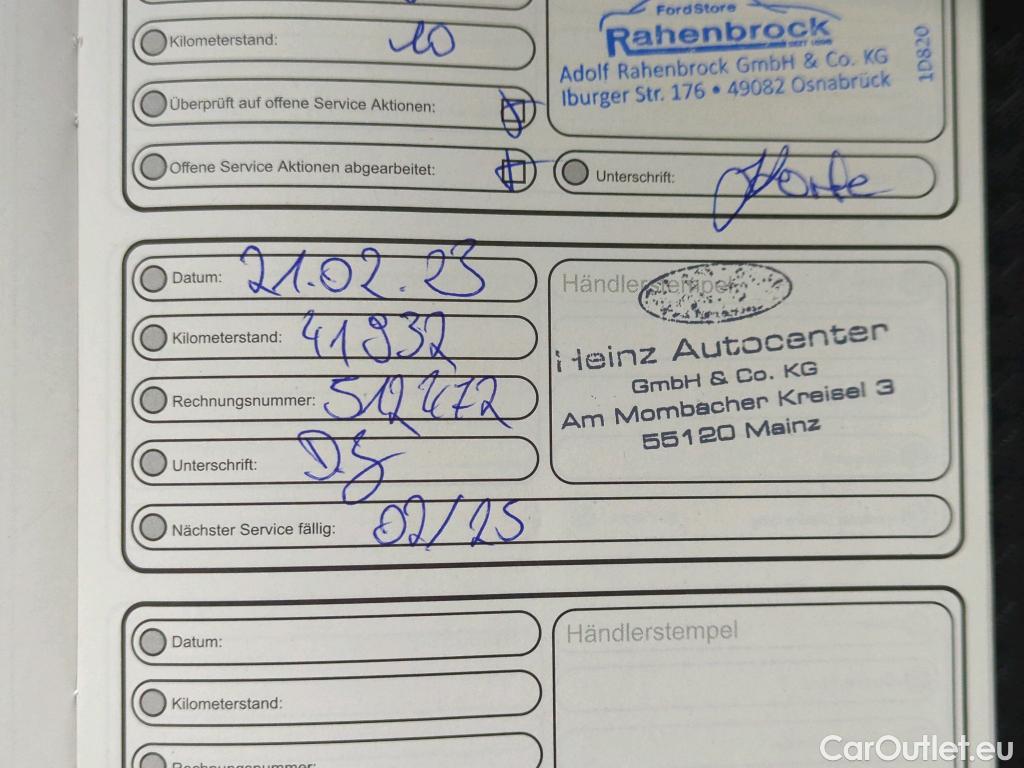 FordStore
Rahenbrock
Adolf Rahenbrock GmbH & Co. KG
Iburger Str. 176 • 49082 Osnabrück
1D820
Kilometerstand: 10
Überprüft auf offene Service Aktionen:
Offene Service Aktionen abgearbeitet:
Unterschrift:
Datum: 21.02.23
Kilometerstand: 41932
Rechnungsnummer: 512472
Unterschrift:
Nächster Service fällig: 02/25
Händlerstempel
Heinz Autocenter
GmbH & Co. KG
Am Mombacher Kreisel 3
55120 Mainz
Datum:
Kilometerstand:
Rechnungsnummer:
Händlerstempel
CarOutlet.eu